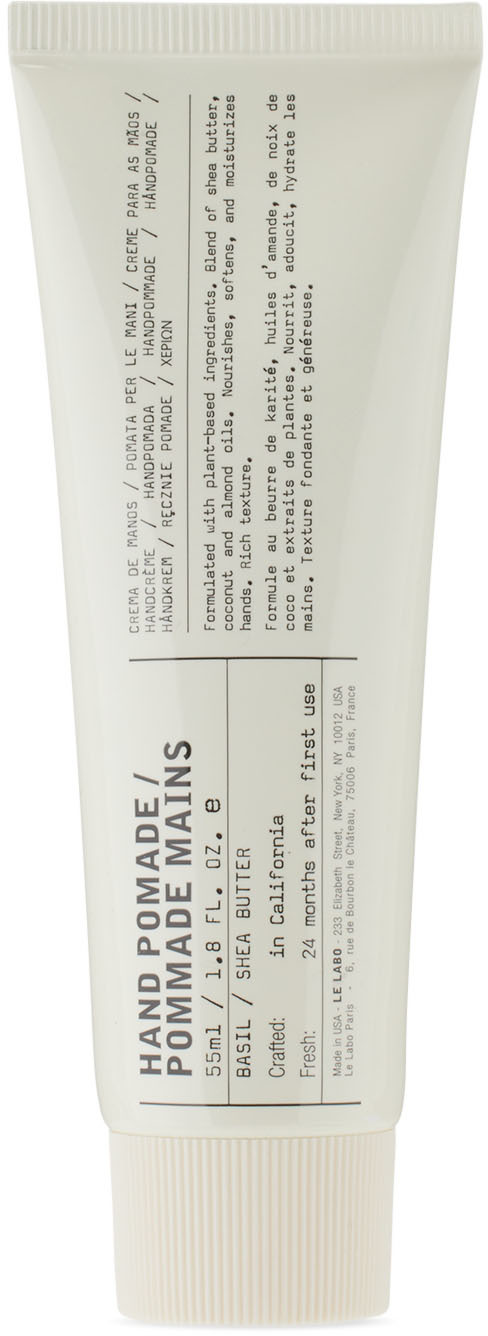 HAND POMADE /
POMMADE MAINS
55ml / 1.8 FL. OZ. e
BASIL / SHEA BUTTER
Crafted: in California
Fresh: 24 months after first use
Made in USA - LE LABO - 233 Elizabeth Street, New York, NY 10012 USA
Le Labo Paris - 6, rue de Bourbon le Château, 75006 Paris, France
CREMA DE MANOS / POMATA PER LE MANI / CREME PARA AS MÃOS /
HANDCRÈME / HANDPOMADA / HANDPOMMADE / HÅNDPOMADE /
HÅNDKREM / RĘCZNIE POMADE / ΧΕΡΙΩΝ
Formulated with plant-based ingredients. Blend of shea butter,
coconut and almond oils. Nourishes, softens, and moisturizes
hands. Rich texture.
Formule au beurre de karité, huiles d'amande, de noix de
coco et extraits de plantes. Nourrit, adoucit, hydrate les
mains. Texture fondante et généreuse.